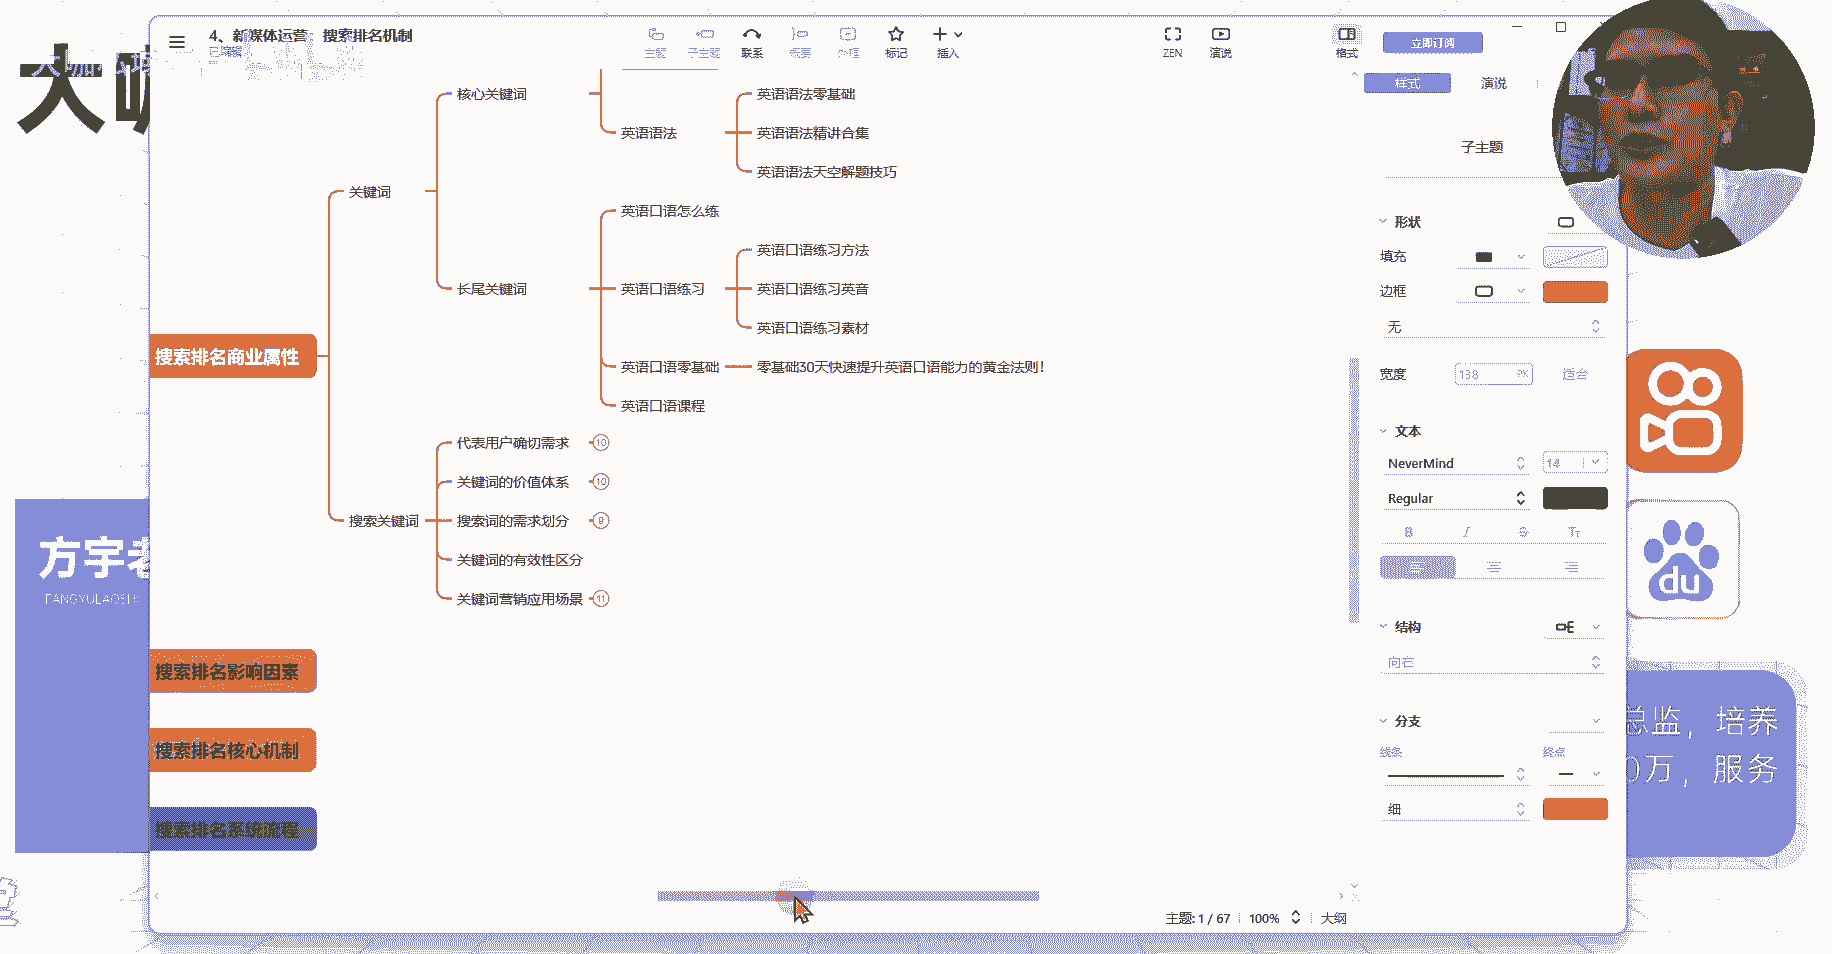 4、新媒体运营：搜索排名机制
已编辑
主题
子主题
联系
概要
外框
标记
插入
ZEN
演说
格式
立即订阅
样式
演说
子主题
形状
填充
边框
无
宽度
138
PX
适合
文本
NeverMind
14
Regular
B
I
S
Tт
结构
向右
分支
线条
终点
细
核心关键词
英语语法
英语语法零基础
英语语法精讲合集
英语语法天空解题技巧
关键词
长尾关键词
英语口语怎么练
英语口语练习
英语口语练习方法
英语口语练习英音
英语口语练习素材
英语口语零基础
零基础30天快速提升英语口语能力的黄金法则！
英语口语课程
搜索排名商业属性
搜索关键词
代表用户确切需求
10
关键词的价值体系
10
搜索词的需求划分
9
关键词的有效性区分
关键词营销应用场景
11
搜索排名影响因素
搜索排名核心机制
搜索排名系统流程
主题: 1 / 67
100%
大纲
方宇老
FANGYULAOSHI
du
总监，培养
0万，服务